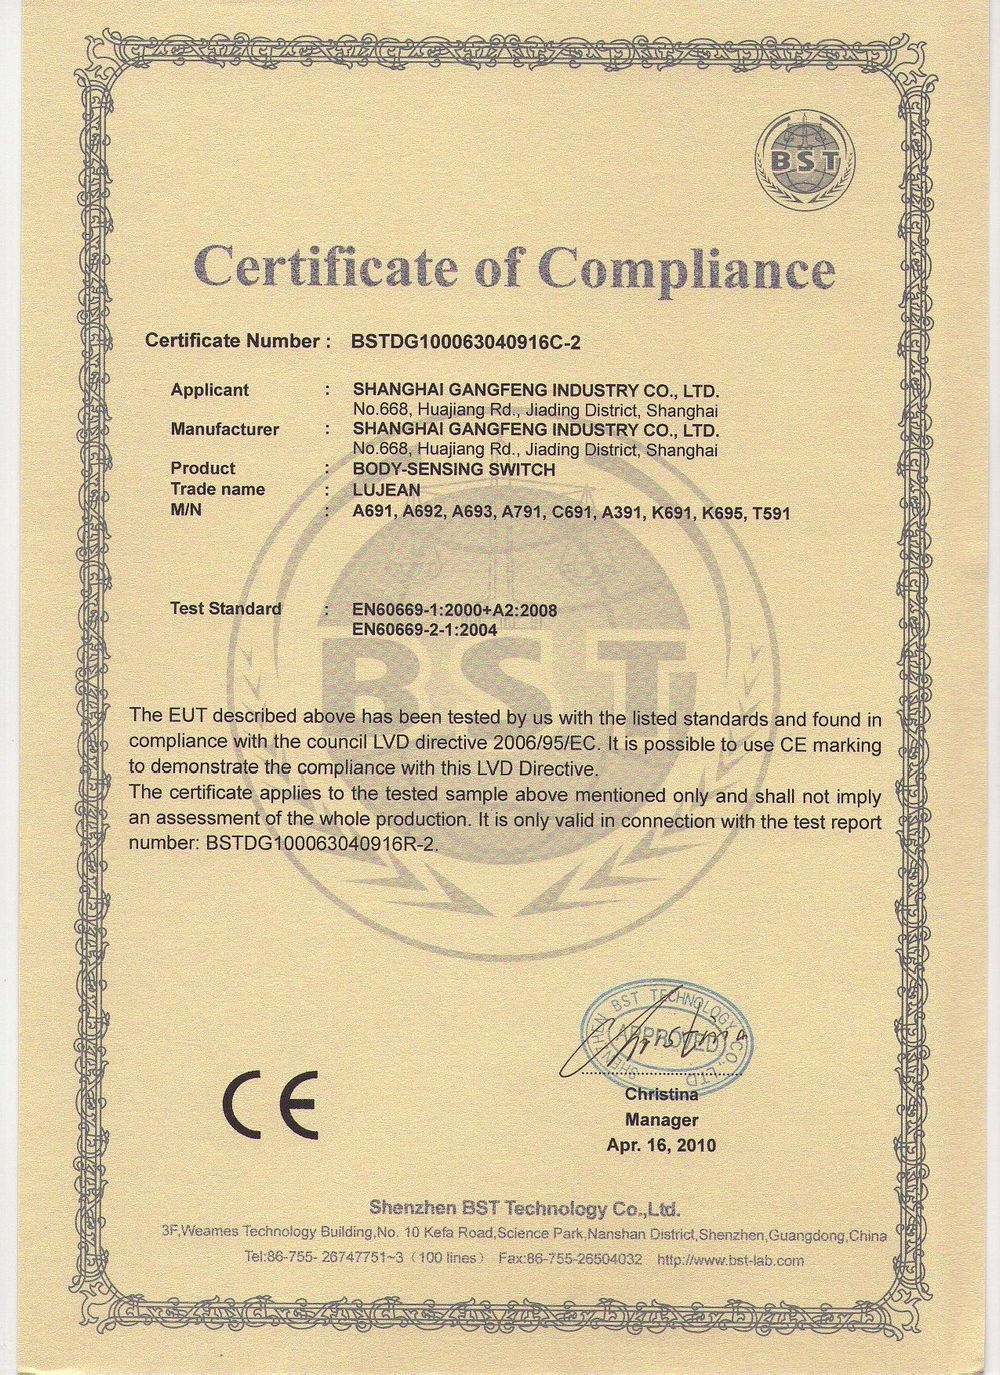 BST
Certificate of Compliance
Certificate Number : BSTDG100063040916C-2
Applicant : SHANGHAI GANGFENG INDUSTRY CO., LTD.
No.668, Huajiang Rd., Jiading District, Shanghai
Manufacturer : SHANGHAI GANGFENG INDUSTRY CO., LTD.
No.668, Huajiang Rd., Jiading District, Shanghai
Product : BODY-SENSING SWITCH
Trade name : LUJEAN
M/N : A691, A692, A693, A791, C691, A391, K691, K695, T591
Test Standard : EN60669-1:2000+A2:2008
EN60669-2-1:2004
BST
The EUT described above has been tested by us with the listed standards and found in
compliance with the council LVD directive 2006/95/EC. It is possible to use CE marking
to demonstrate the compliance with this LVD Directive.
The certificate applies to the tested sample above mentioned only and shall not imply
an assessment of the whole production. It is only valid in connection with the test report
number: BSTDG100063040916R-2.
SHENZHEN BST TECHNOLOGY CO.,LTD
APPROVED
Christina
CE
Christina
Manager
Apr. 16, 2010
Shenzhen BST Technology Co.,Ltd.
3F,Weames Technology Building,No. 10 Kefa Road,Science Park,Nanshan District,Shenzhen,Guangdong,China
Tel:86-755- 26747751~3 (100 lines) Fax:86-755-26504032 http://www.bst-lab.com